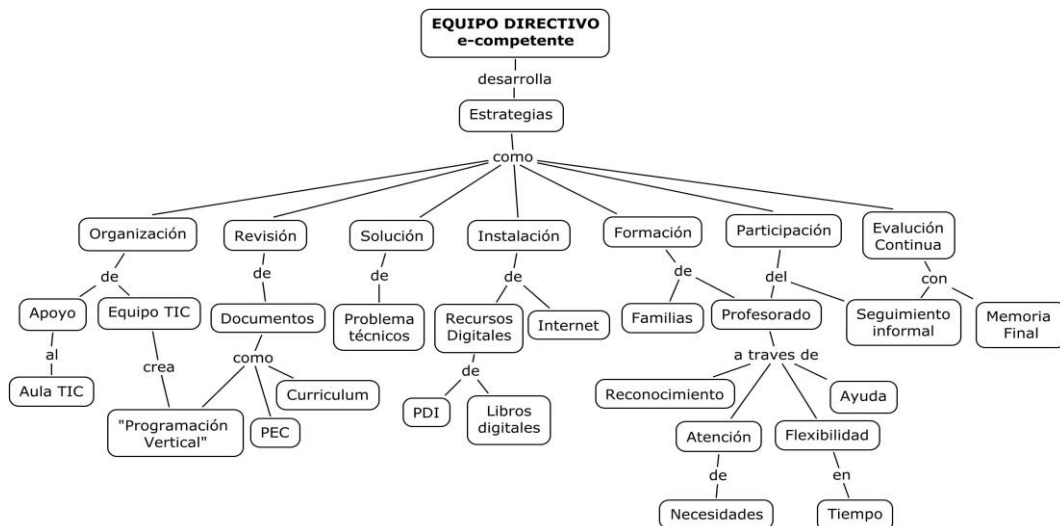 EQUIPO DIRECTIVO
e-competente
desarrolla
Estrategias
como
Organización
Revisión
Solución
Instalación
Formación
Participación
Evalución
Continua
de
de
de
de
de
del
con
Apoyo
Equipo TIC
Documentos
Problema
técnicos
Recursos
Digitales
Internet
Familias
Profesorado
Seguimiento
informal
Memoria
Final
al
crea
como
de
a traves de
Aula TIC
"Programación
Vertical"
PEC
Curriculum
PDI
Libros
digitales
Reconocimiento
Ayuda
Atención
Flexibilidad
de
en
Necesidades
Tiempo